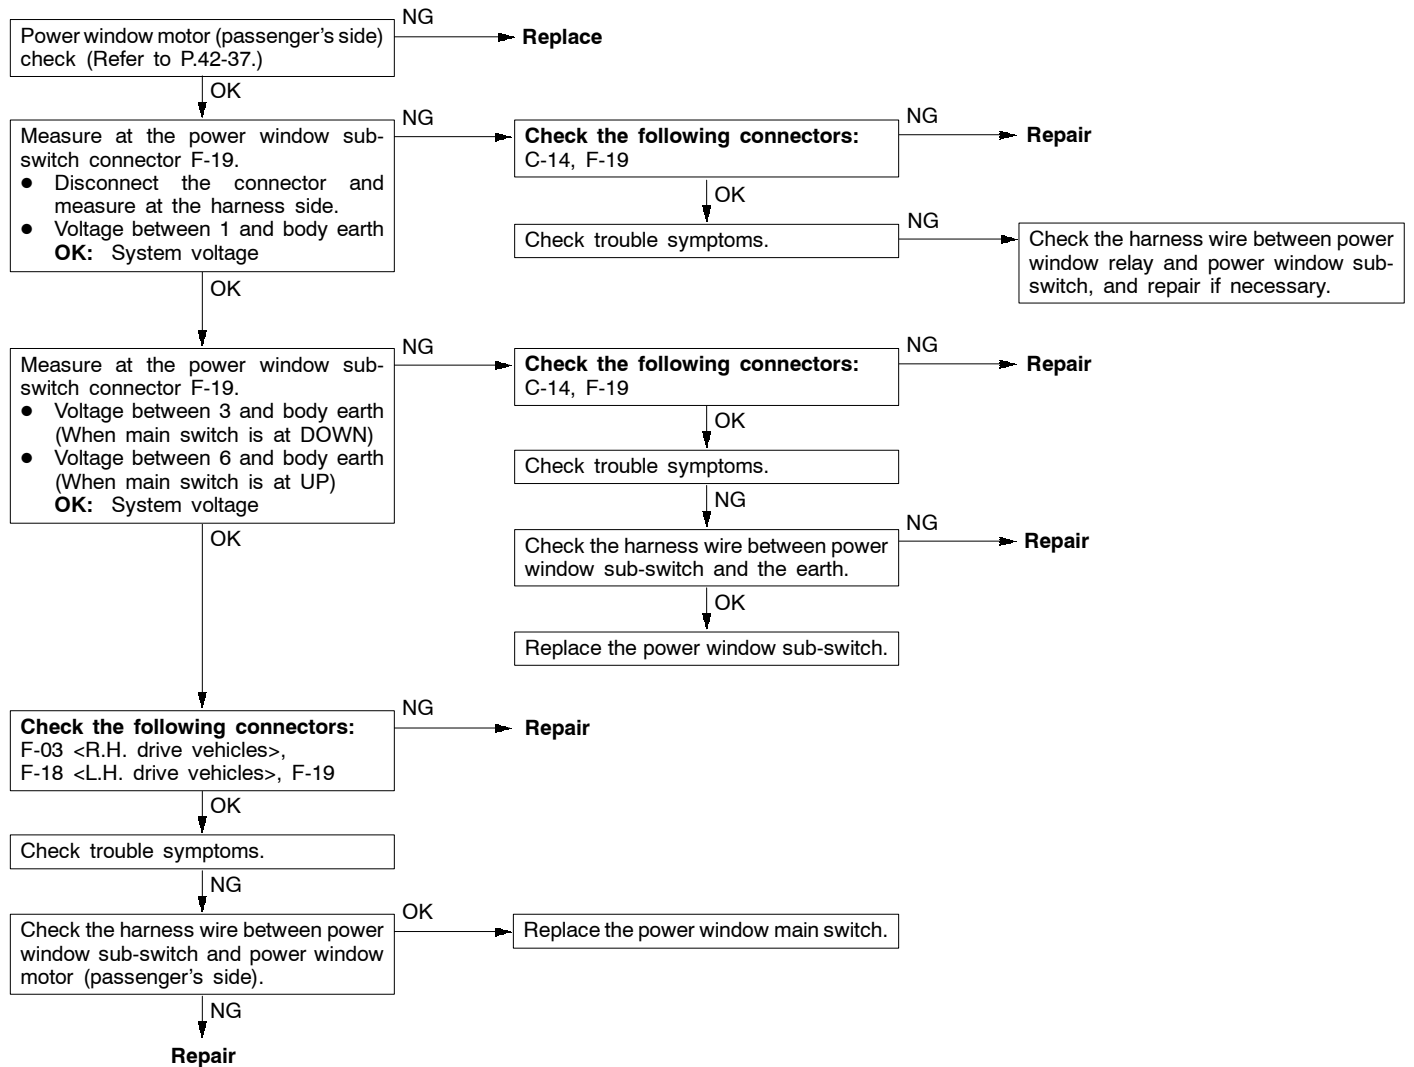 Power window motor (passenger's side)
check (Refer to P.42-37.)
NG
Replace
OK
Measure at the power window sub-
switch connector F-19.
● Disconnect the connector and
measure at the harness side.
● Voltage between 1 and body earth
OK: System voltage
NG
Check the following connectors:
C-14, F-19
NG
Repair
OK
Check trouble symptoms.
NG
Check the harness wire between power
window relay and power window sub-
switch, and repair if necessary.
OK
Measure at the power window sub-
switch connector F-19.
● Voltage between 3 and body earth
(When main switch is at DOWN)
● Voltage between 6 and body earth
(When main switch is at UP)
OK: System voltage
NG
Check the following connectors:
C-14, F-19
NG
Repair
OK
Check trouble symptoms.
NG
Check the harness wire between power
window sub-switch and the earth.
NG
Repair
OK
Replace the power window sub-switch.
OK
Check the following connectors:
F-03 <R.H. drive vehicles>,
F-18 <L.H. drive vehicles>, F-19
NG
Repair
OK
Check trouble symptoms.
NG
Check the harness wire between power
window sub-switch and power window
motor (passenger's side).
OK
Replace the power window main switch.
NG
Repair